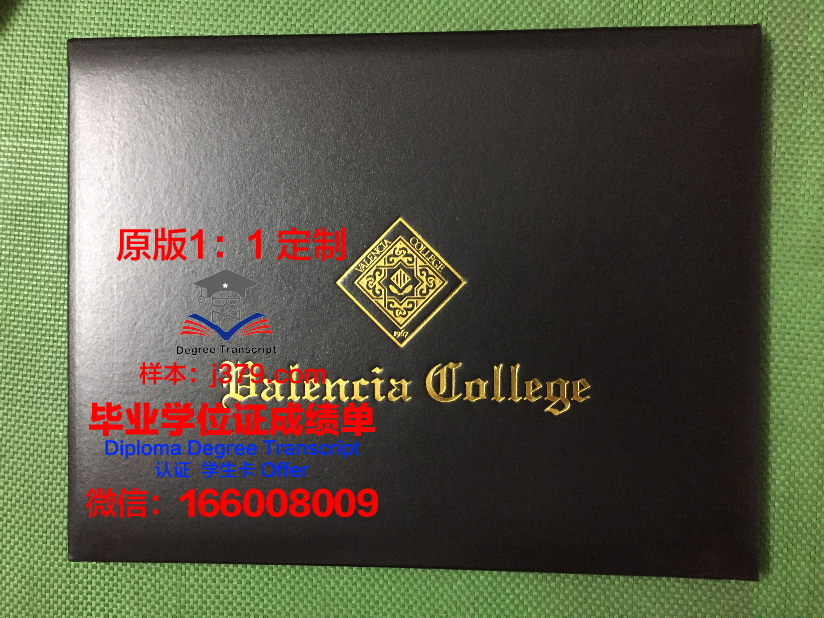 VALENCIA COLLEGE
1967
Valencia College
原版1：1 定制
Degree Transcript
样本：j379.com
毕业学位证成绩单
Diploma Degree Transcript
认证 学生卡 Offer
微信：166008009